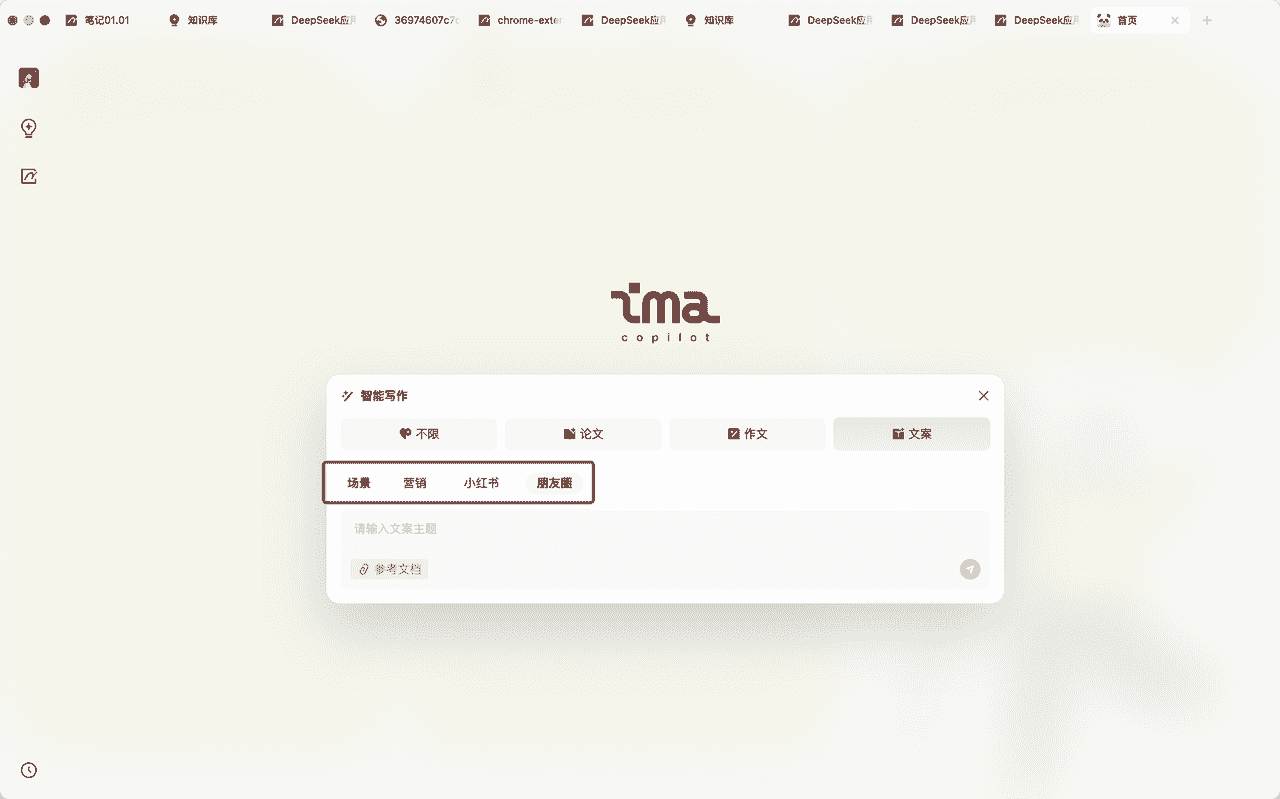 笔记01.01
知识库
DeepSeek应用
36974607c7c
chrome-exten
DeepSeek应用
知识库
DeepSeek应用
DeepSeek应用
DeepSeek应用
首页
ima
copilot
智能写作
不限
论文
作文
文案
场景
营销
小红书
朋友圈
请输入文案主题
参考文档